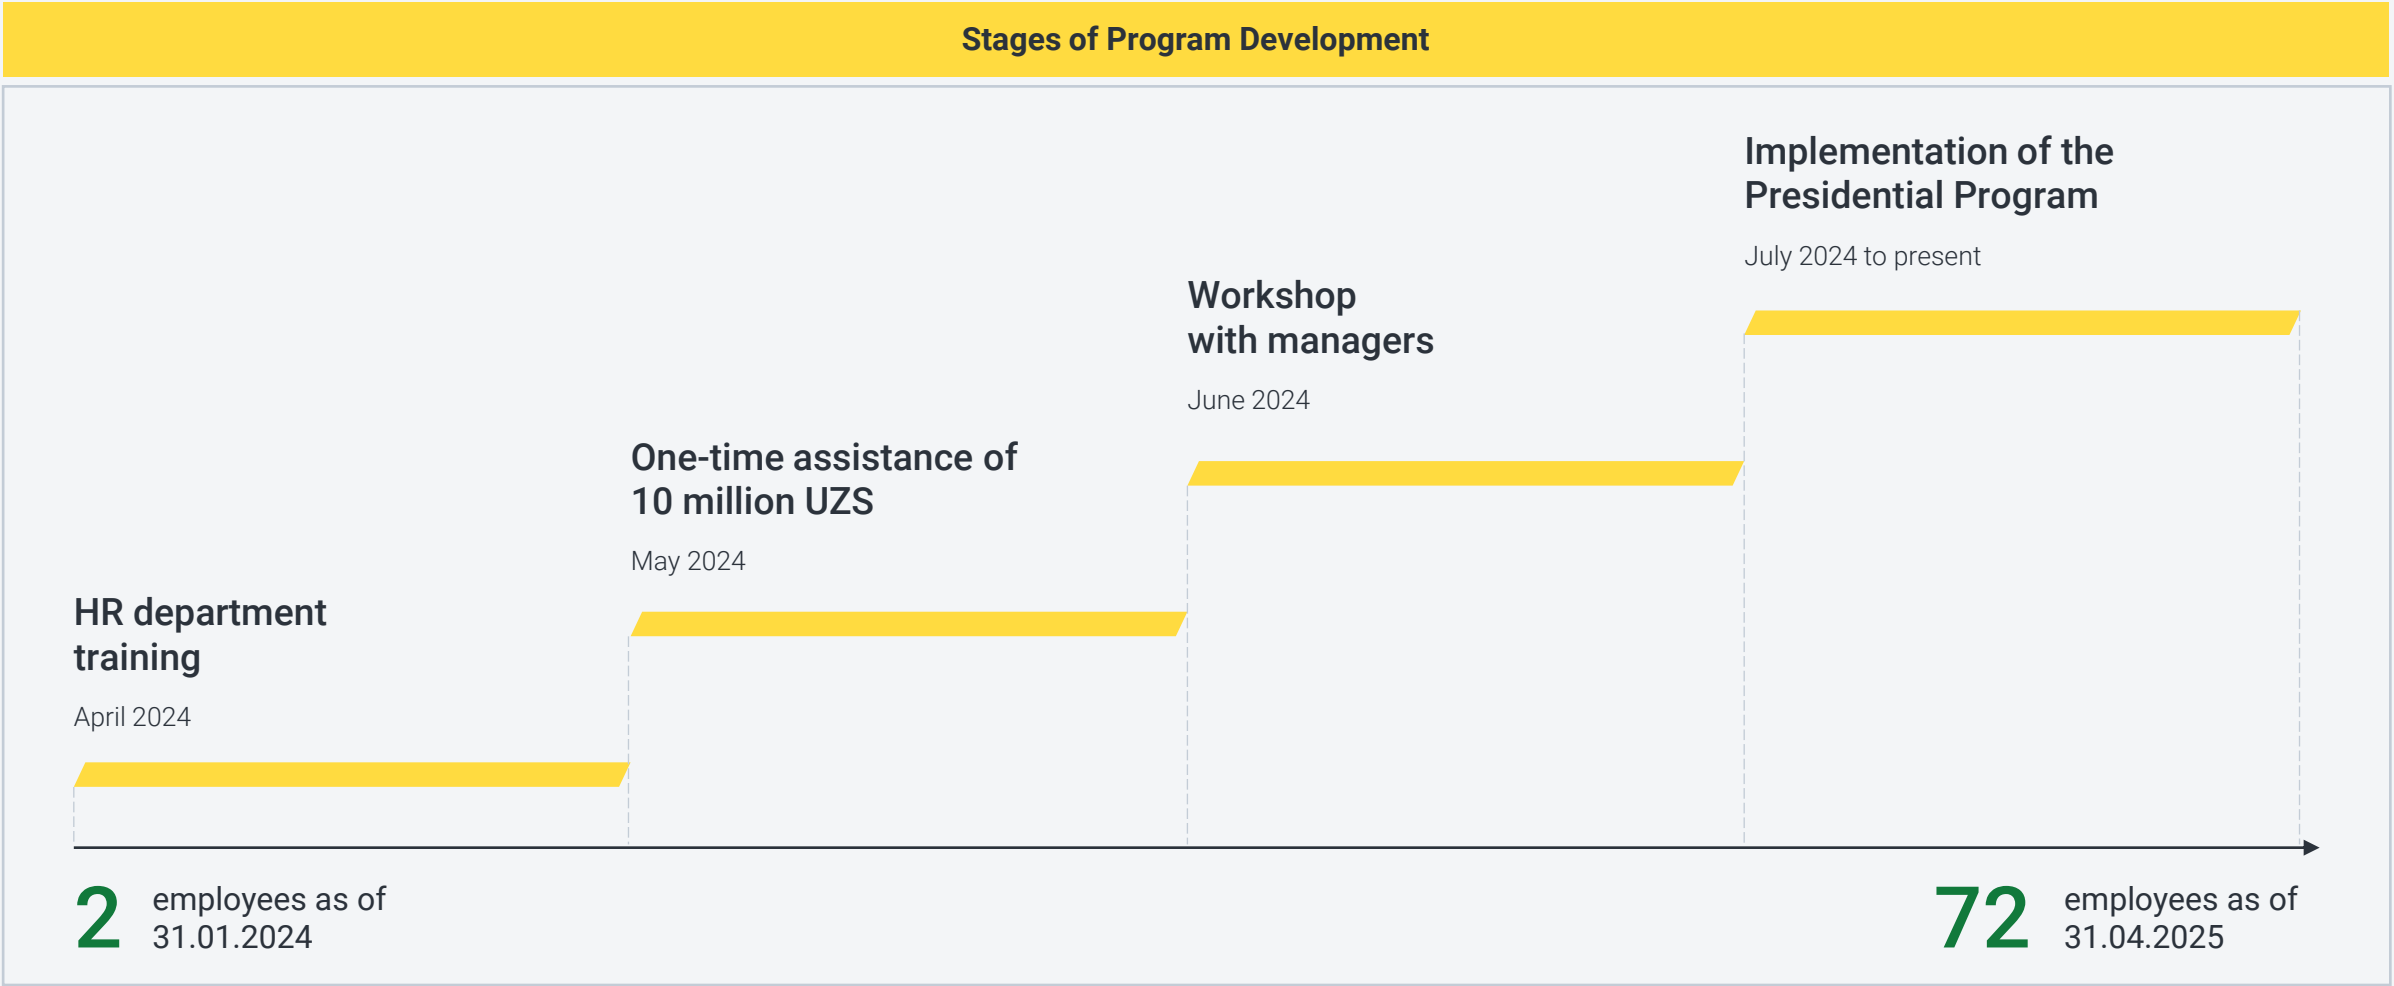 Stages of Program Development
HR department
training
April 2024
One-time assistance of
10 million UZS
May 2024
Workshop
with managers
June 2024
Implementation of the
Presidential Program
July 2024 to present
2
employees as of
31.01.2024
72
employees as of
31.04.2025